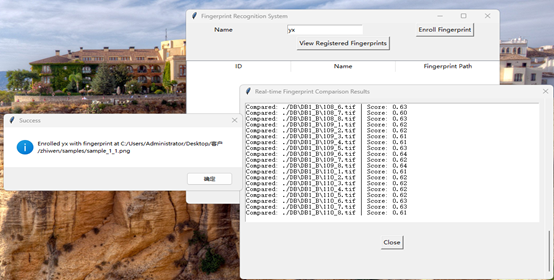 Fingerprint Recognition System
Name
yx
Enroll Fingerprint
View Registered Fingerprints
ID
Name
Fingerprint Path
Real-time Fingerprint Comparison Results
Compared: ./DB\DB1_B\108_6.tif | Score: 0.63
Compared: ./DB\DB1_B\108_7.tif | Score: 0.60
Compared: ./DB\DB1_B\108_8.tif | Score: 0.63
Compared: ./DB\DB1_B\109_1.tif | Score: 0.62
Compared: ./DB\DB1_B\109_2.tif | Score: 0.62
Compared: ./DB\DB1_B\109_3.tif | Score: 0.63
Compared: ./DB\DB1_B\109_4.tif | Score: 0.61
Compared: ./DB\DB1_B\109_5.tif | Score: 0.63
Compared: ./DB\DB1_B\109_6.tif | Score: 0.64
Compared: ./DB\DB1_B\109_7.tif | Score: 0.62
Compared: ./DB\DB1_B\109_8.tif | Score: 0.64
Compared: ./DB\DB1_B\110_1.tif | Score: 0.61
Compared: ./DB\DB1_B\110_2.tif | Score: 0.62
Compared: ./DB\DB1_B\110_3.tif | Score: 0.62
Compared: ./DB\DB1_B\110_4.tif | Score: 0.62
Compared: ./DB\DB1_B\110_5.tif | Score: 0.62
Compared: ./DB\DB1_B\110_6.tif | Score: 0.63
Compared: ./DB\DB1_B\110_7.tif | Score: 0.63
Compared: ./DB\DB1_B\110_8.tif | Score: 0.61
Close
Success
Enrolled yx with fingerprint at C:/Users/Administrator/Desktop/客户
/zhiwen/samples/sample_1_1.png.
确定